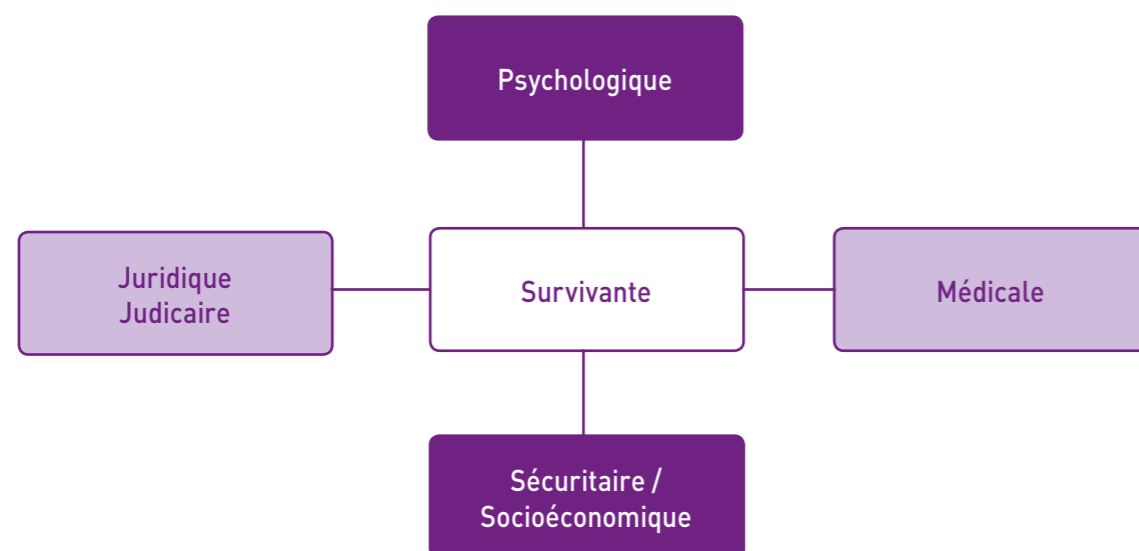 Psychologique
Juridique
Judicaire
Survivante
Médicale
Sécuritaire /
Socioéconomique